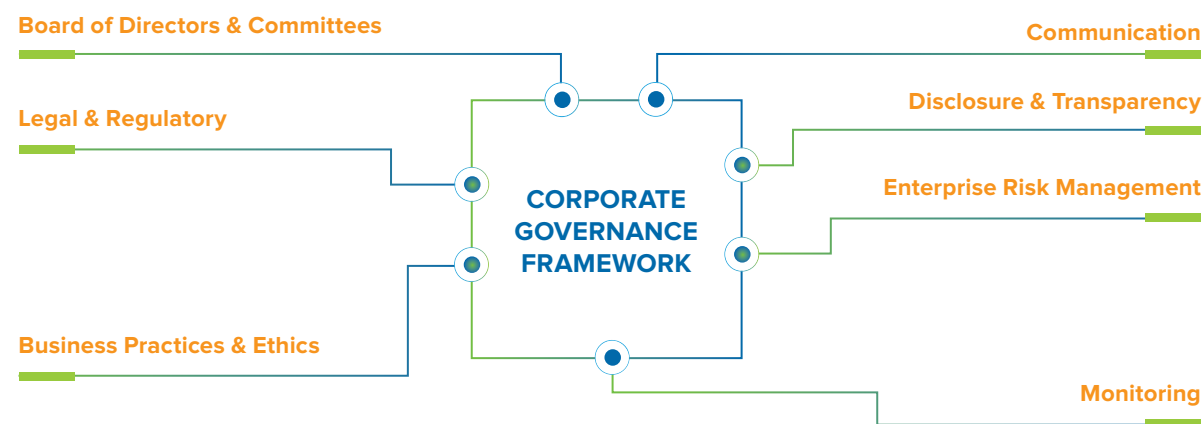 Board of Directors & Committees
Communication
Legal & Regulatory
Disclosure & Transparency
Enterprise Risk Management
CORPORATE
GOVERNANCE
FRAMEWORK
Business Practices & Ethics
Monitoring